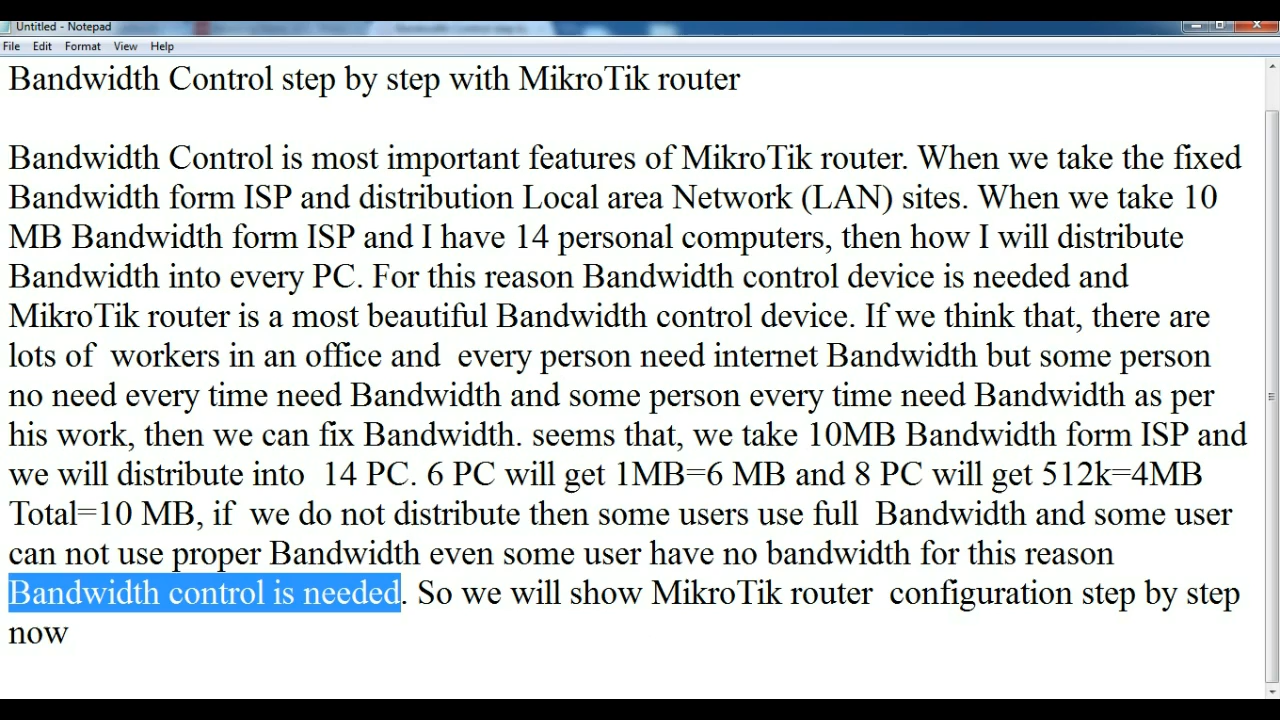 Untitled - Notepad
File Edit Format View Help
Bandwidth Control step by step with MikroTik router
Bandwidth Control is most important features of MikroTik router. When we take the fixed
Bandwidth form ISP and distribution Local area Network (LAN) sites. When we take 10
MB Bandwidth form ISP and I have 14 personal computers, then how I will distribute
Bandwidth into every PC. For this reason Bandwidth control device is needed and
MikroTik router is a most beautiful Bandwidth control device. If we think that, there are
lots of  workers in an office and  every person need internet Bandwidth but some person
no need every time need Bandwidth and some person every time need Bandwidth as per
his work, then we can fix Bandwidth. seems that, we take 10MB Bandwidth form ISP and
we will distribute into  14 PC. 6 PC will get 1MB=6 MB and 8 PC will get 512k=4MB
Total=10 MB, if  we do not distribute then some users use full  Bandwidth and some user
can not use proper Bandwidth even some user have no bandwidth for this reason
Bandwidth control is needed. So we will show MikroTik router  configuration step by step
now